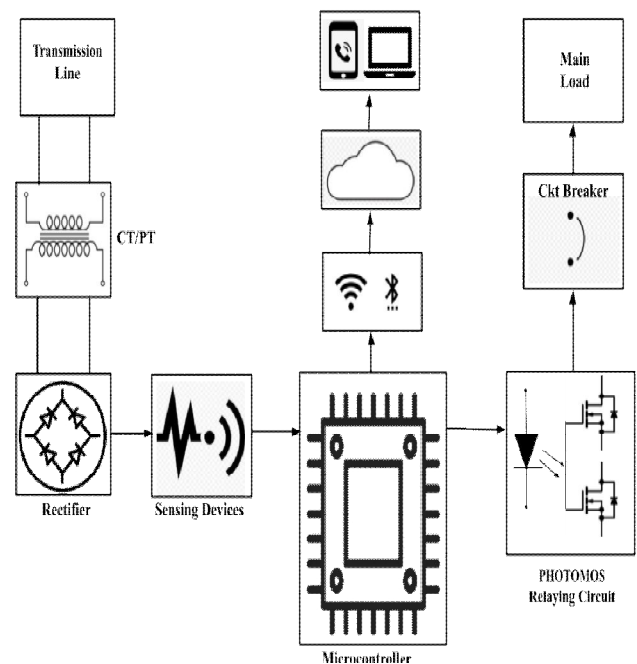 Transmission
Line
CT/PT
Rectifier
Sensing Devices
Microcontroller
Main
Load
Ckt Breaker
PHOTOMOS
Relaying Circuit